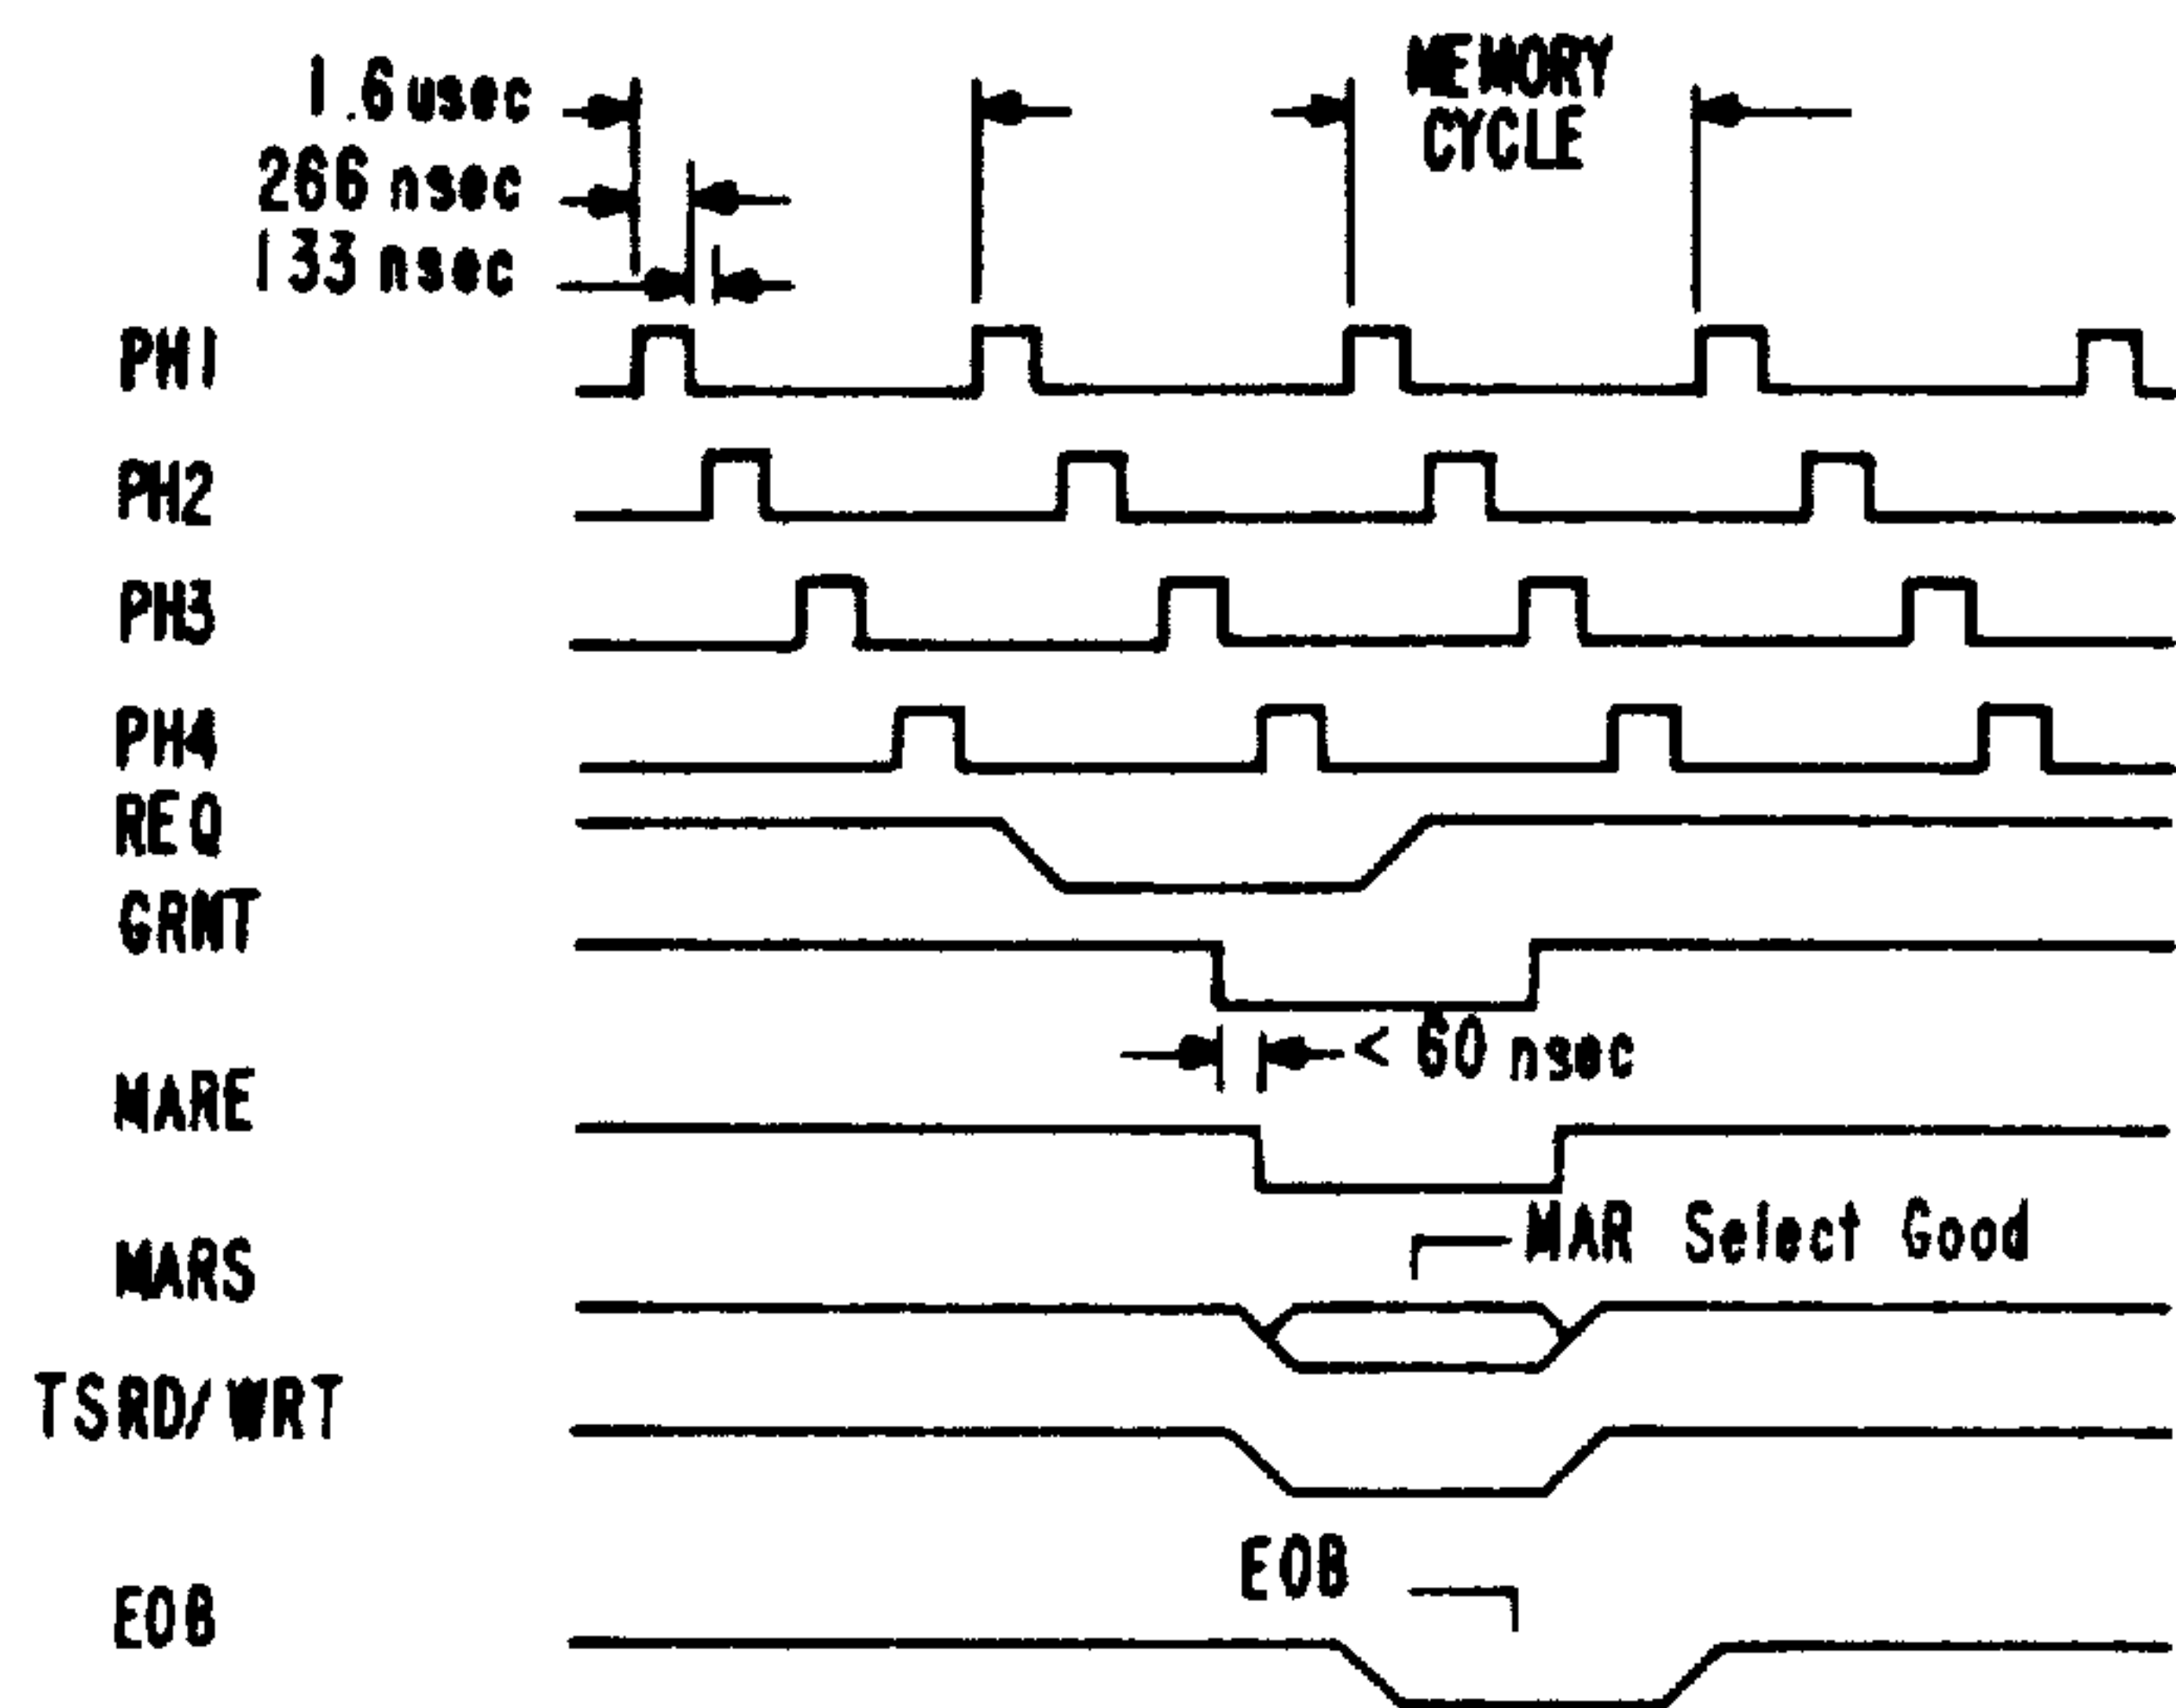 1.6 usec
MEMORY
CYCLE
266 nsec
133 nsec
PH1
PH2
PH3
PH4
REQ
GRNT
< 60 nsec
MARE
MAR Select Good
MARS
TSRD/WRT
EOB
EOB